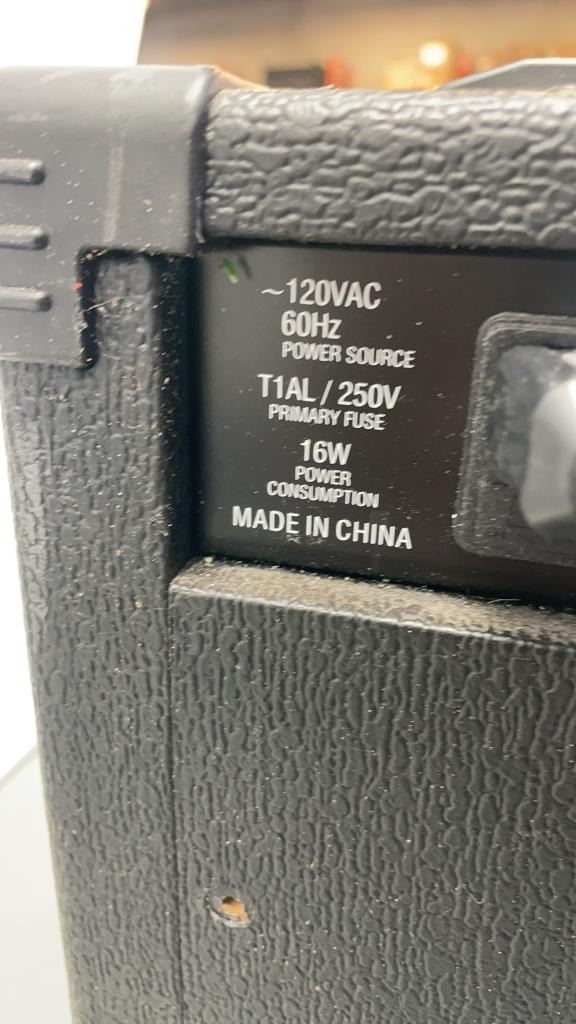 ~120VAC
60Hz
POWER SOURCE
T1AL / 250V
PRIMARY FUSE
16W
POWER
CONSUMPTION
MADE IN CHINA